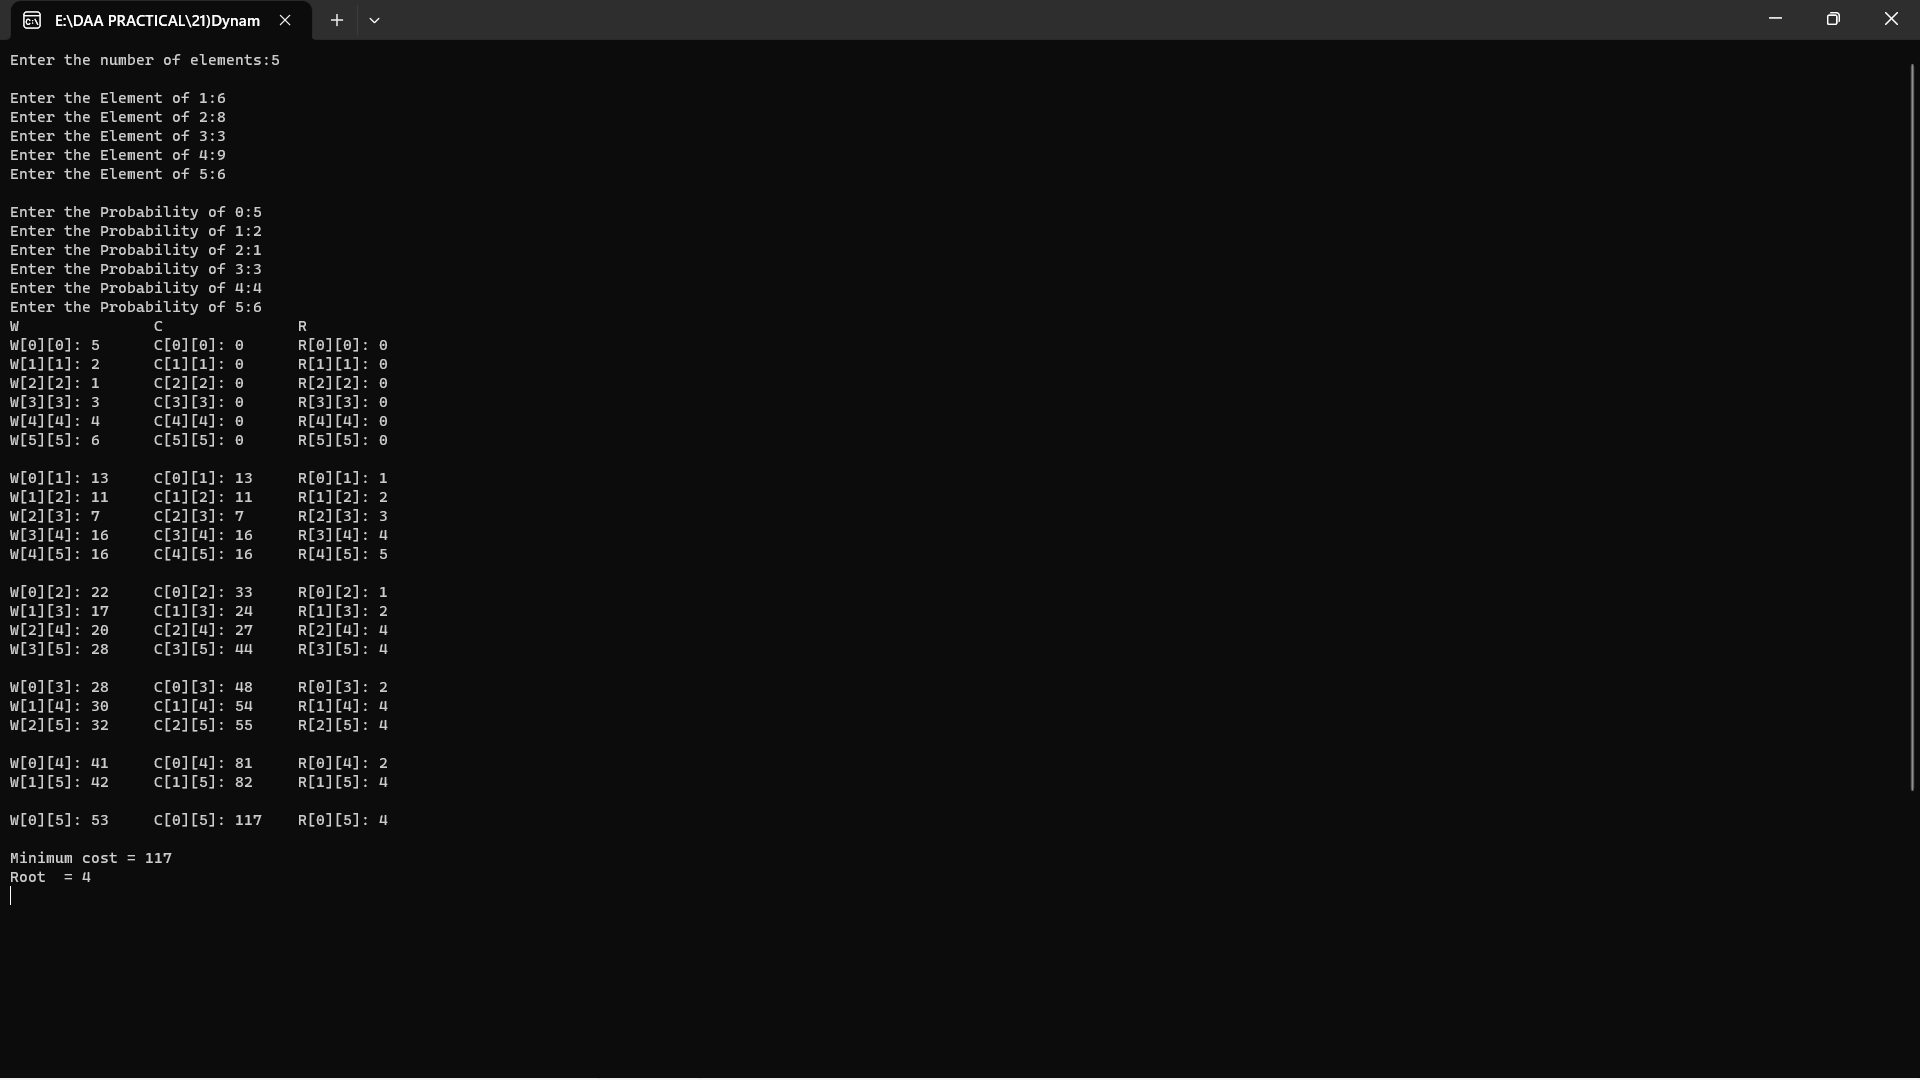 E:\DAA PRACTICAL\21)Dynam
Enter the number of elements:5
Enter the Element of 1:6
Enter the Element of 2:8
Enter the Element of 3:3
Enter the Element of 4:9
Enter the Element of 5:6
Enter the Probability of 0:5
Enter the Probability of 1:2
Enter the Probability of 2:1
Enter the Probability of 3:3
Enter the Probability of 4:4
Enter the Probability of 5:6
W C R
W[0][0]: 5 C[0][0]: 0 R[0][0]: 0
W[1][1]: 2 C[1][1]: 0 R[1][1]: 0
W[2][2]: 1 C[2][2]: 0 R[2][2]: 0
W[3][3]: 3 C[3][3]: 0 R[3][3]: 0
W[4][4]: 4 C[4][4]: 0 R[4][4]: 0
W[5][5]: 6 C[5][5]: 0 R[5][5]: 0
W[0][1]: 13 C[0][1]: 13 R[0][1]: 1
W[1][2]: 11 C[1][2]: 11 R[1][2]: 2
W[2][3]: 7 C[2][3]: 7 R[2][3]: 3
W[3][4]: 16 C[3][4]: 16 R[3][4]: 4
W[4][5]: 16 C[4][5]: 16 R[4][5]: 5
W[0][2]: 22 C[0][2]: 33 R[0][2]: 1
W[1][3]: 17 C[1][3]: 24 R[1][3]: 2
W[2][4]: 20 C[2][4]: 27 R[2][4]: 4
W[3][5]: 28 C[3][5]: 44 R[3][5]: 4
W[0][3]: 28 C[0][3]: 48 R[0][3]: 2
W[1][4]: 30 C[1][4]: 54 R[1][4]: 4
W[2][5]: 32 C[2][5]: 55 R[2][5]: 4
W[0][4]: 41 C[0][4]: 81 R[0][4]: 2
W[1][5]: 42 C[1][5]: 82 R[1][5]: 4
W[0][5]: 53 C[0][5]: 117 R[0][5]: 4
Minimum cost = 117
Root  = 4